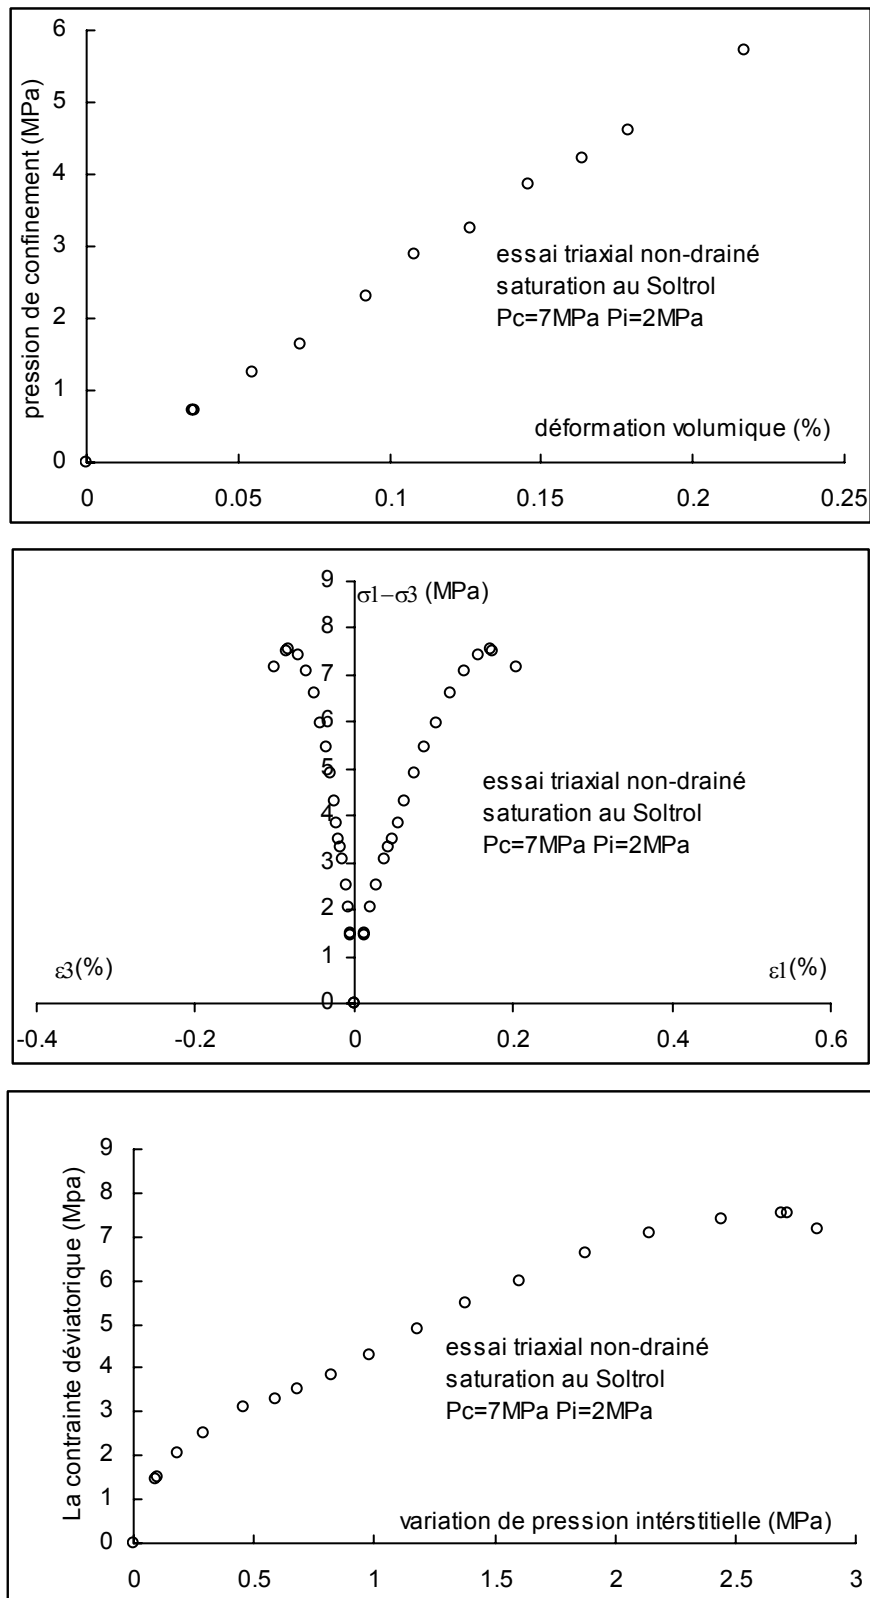 pression de confinement (MPa)
6
5
4
3
2
1
0
essai triaxial non-drainé
saturation au Soltrol
Pc=7MPa Pi=2MPa
déformation volumique (%)
0 0.05 0.1 0.15 0.2 0.25
σ1−σ3 (MPa)
9
8
7
6
5
4
3
2
1
0
essai triaxial non-drainé
saturation au Soltrol
Pc=7MPa Pi=2MPa
ε3(%) ε1(%)
-0.4 -0.2 0 0.2 0.4 0.6
La contrainte déviatorique (Mpa)
9
8
7
6
5
4
3
2
1
0
essai triaxial non-drainé
saturation au Soltrol
Pc=7MPa Pi=2MPa
variation de pression intérstitielle (MPa)
0 0.5 1 1.5 2 2.5 3